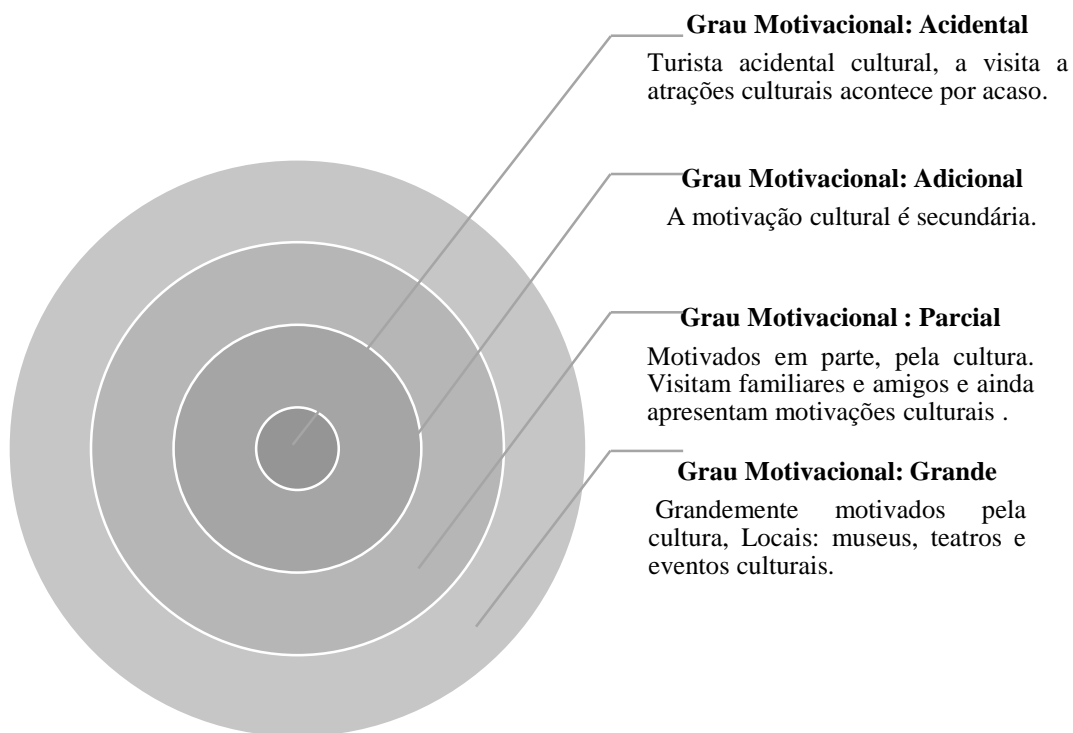 Grau Motivacional: Acidental
Turista acidental cultural, a visita a
atrações culturais acontece por acaso.
Grau Motivacional: Adicional
A motivação cultural é secundária.
Grau Motivacional : Parcial
Motivados em parte, pela cultura.
Visitam familiares e amigos e ainda
apresentam motivações culturais .
Grau Motivacional: Grande
Grandemente motivados pela
cultura, Locais: museus, teatros e
eventos culturais.